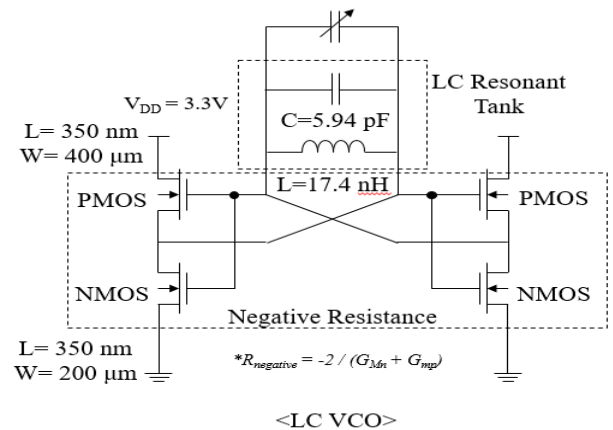 LC Resonant
Tank
V_DD = 3.3V
C=5.94 pF
L= 350 nm
W= 400 μm
L=17.4 nH
PMOS
PMOS
NMOS
NMOS
Negative Resistance
L= 350 nm
W= 200 μm
*R_negative = -2 / (G_Mn + G_mp)
<LC VCO>